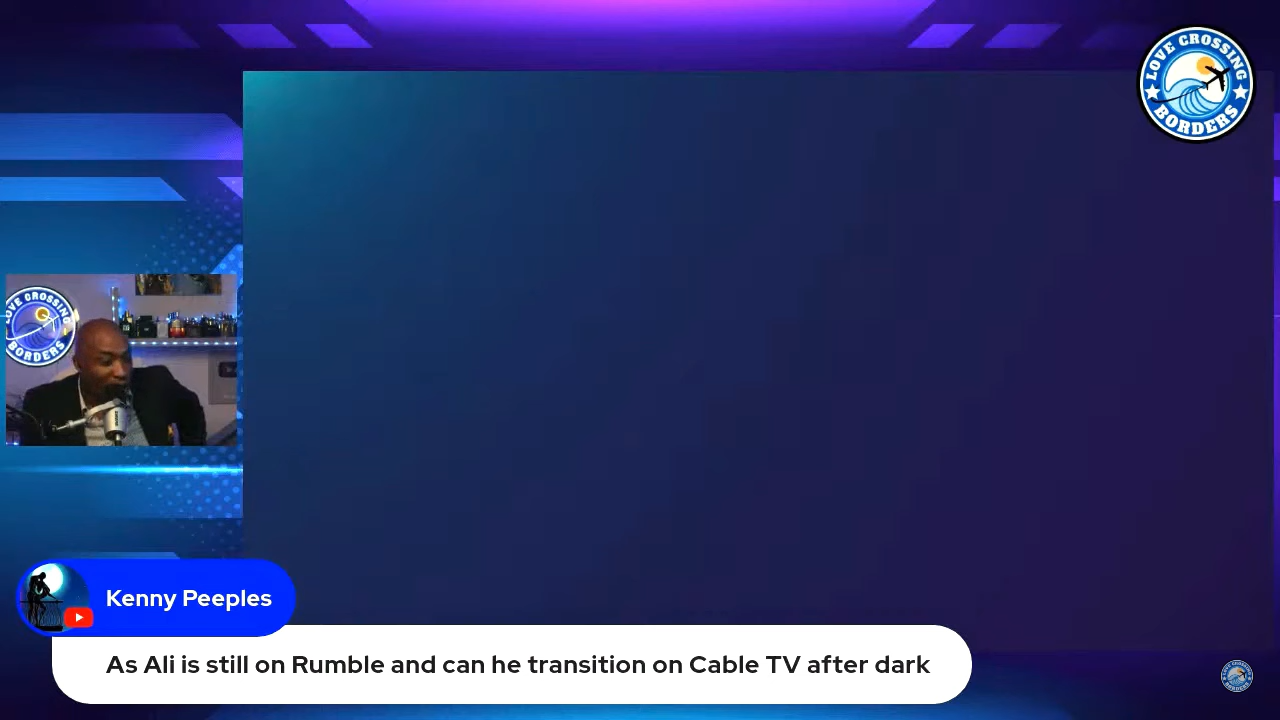 LOVE CROSSING
BORDERS
LOVE CROSSING
BORDERS
Kenny Peeples
As Ali is still on Rumble and can he transition on Cable TV after dark